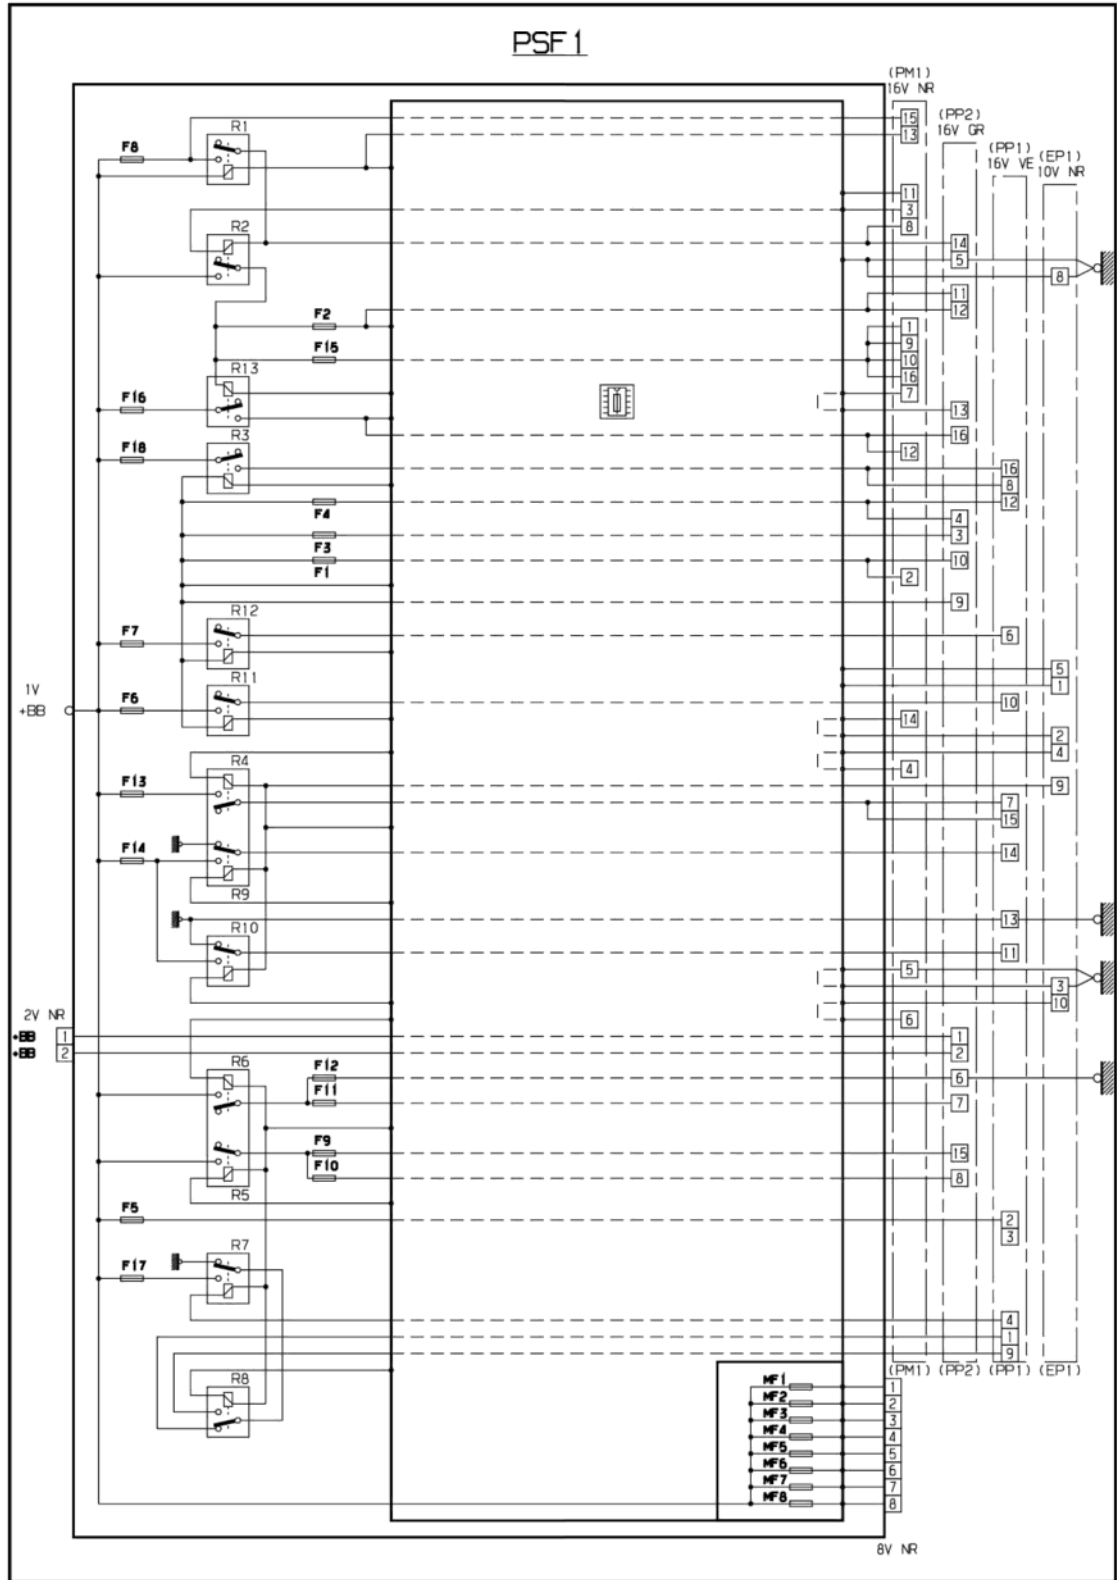 PSF1
(PM1)
16V NR
(PP2)
16V GR
(PP1)
16V VE
(EP1)
10V NR
R1
15
13
F8
11
3
8
R2
14
5
8
11
12
F2
1
F15
9
10
16
R13
7
F16
13
R3
16
F18
12
16
8
12
F4
4
3
F3
10
F1
2
9
R12
F7
6
5
1
R11
1V
+BB
F6
10
14
2
4
R4
4
9
F13
7
15
F14
14
R9
13
R10
11
5
3
10
2V NR
6
+BB 1
+BB 2
1
2
R6
F12
6
F11
7
F9
15
F10
8
R5
F5
2
3
R7
F17
4
1
9
R8
(PM1) (PP2) (PP1) (EP1)
MF1 1
MF2 2
MF3 3
MF4 4
MF5 5
MF6 6
MF7 7
MF8 8
8V NR